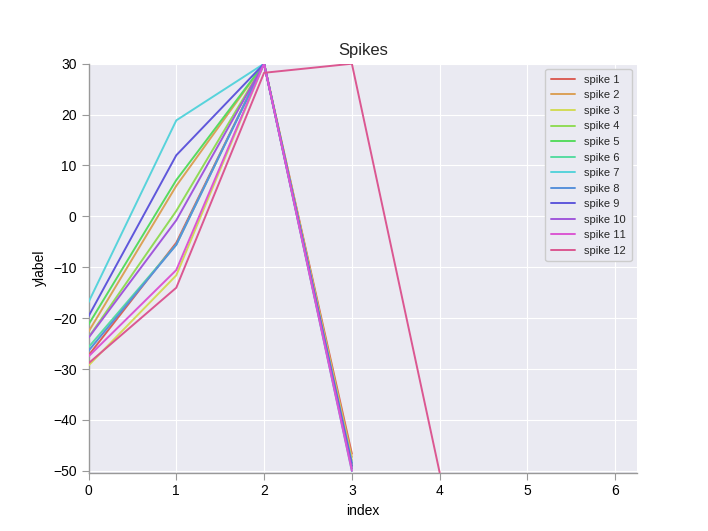 Spikes
30
20
10
0
−10
−20
−30
−40
−50
ylabel
spike 1
spike 2
spike 3
spike 4
spike 5
spike 6
spike 7
spike 8
spike 9
spike 10
spike 11
spike 12
0 1 2 3 4 5 6
index